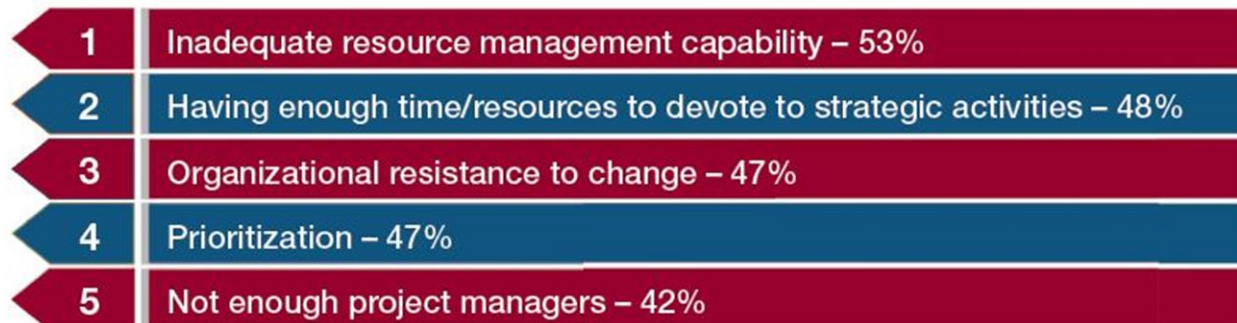 1 Inadequate resource management capability – 53%
2 Having enough time/resources to devote to strategic activities – 48%
3 Organizational resistance to change – 47%
4 Prioritization – 47%
5 Not enough project managers – 42%